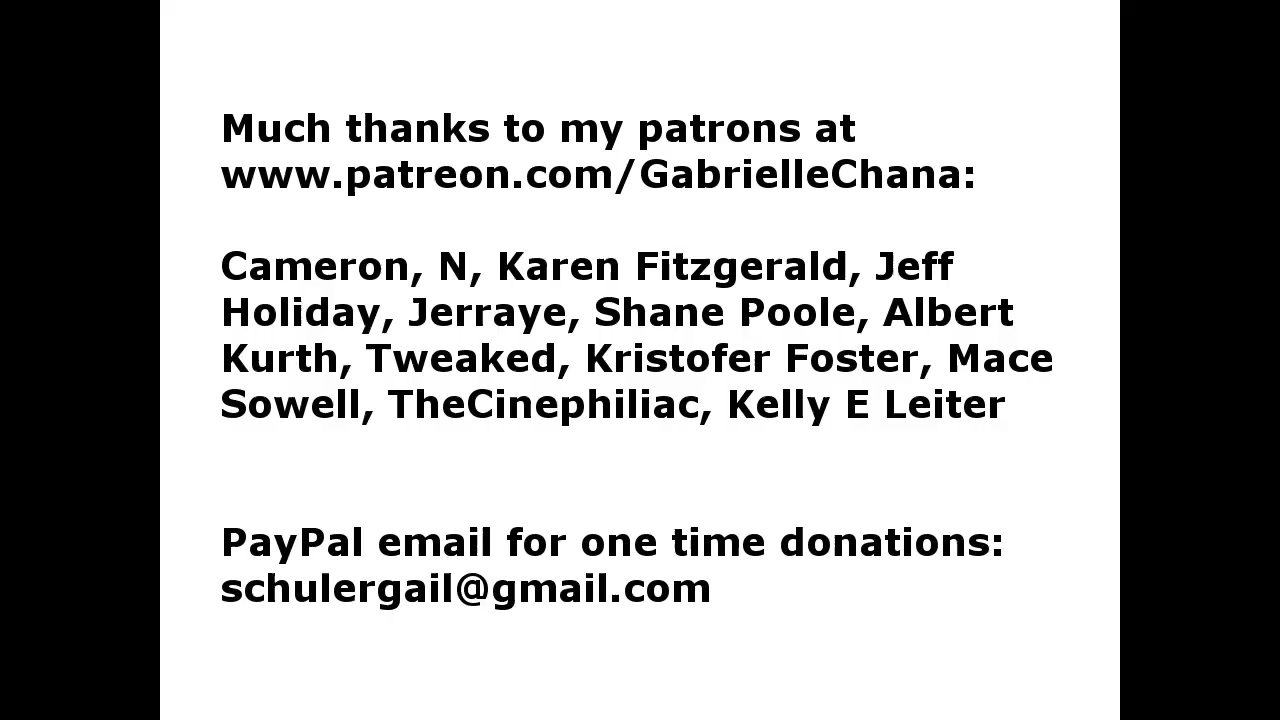 Much thanks to my patrons at
www.patreon.com/GabrielleChana:
Cameron, N, Karen Fitzgerald, Jeff
Holiday, Jerraye, Shane Poole, Albert
Kurth, Tweaked, Kristofer Foster, Mace
Sowell, TheCinephiliac, Kelly E Leiter
PayPal email for one time donations:
schulergail@gmail.com